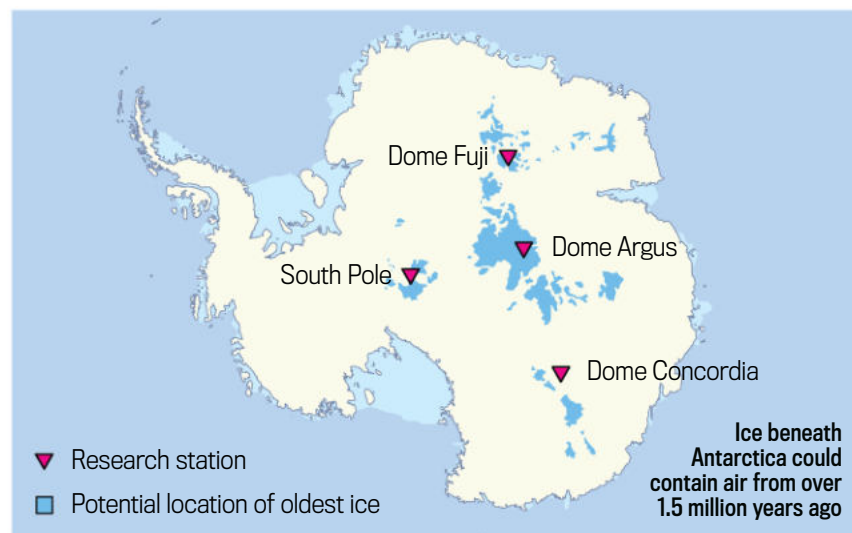 Dome Fuji
Dome Argus
South Pole
Dome Concordia
Research station
Potential location of oldest ice
Ice beneath
Antarctica could
contain air from over
1.5 million years ago